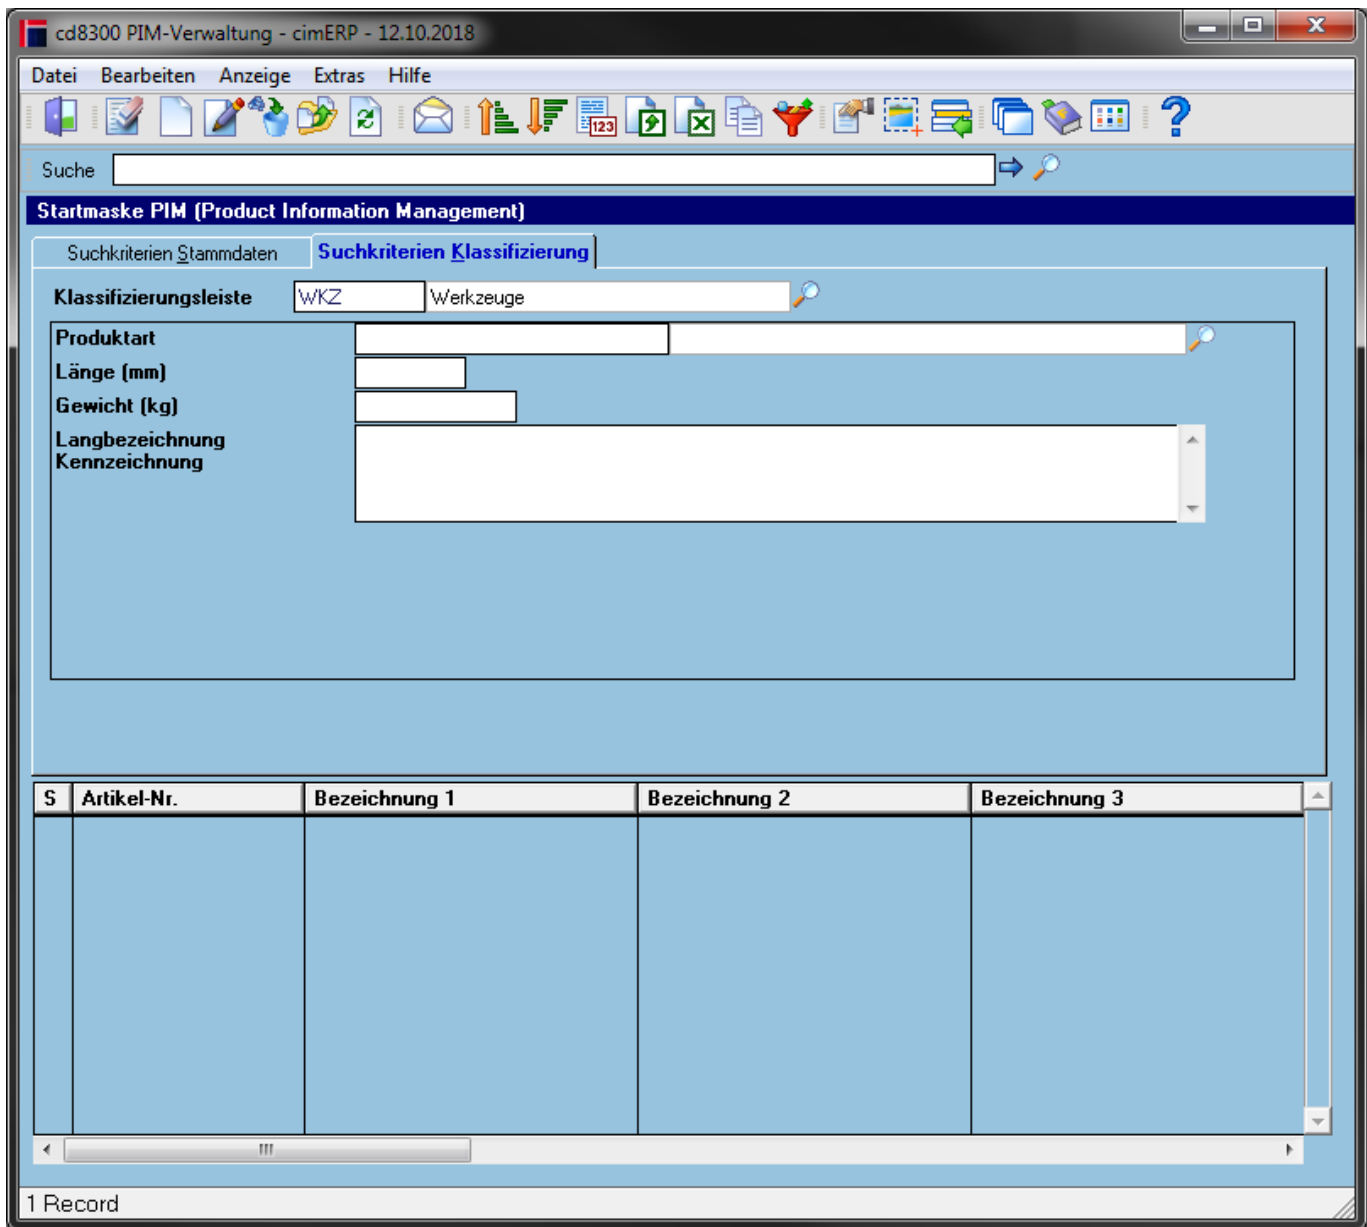 cd8300 PIM-Verwaltung - cimERP - 12.10.2018
Datei Bearbeiten Anzeige Extras Hilfe
123
Suche
Startmaske PIM (Product Information Management)
Suchkriterien Stammdaten Suchkriterien Klassifizierung
Klassifizierungsleiste WKZ Werkzeuge
Produktart
Länge (mm)
Gewicht (kg)
Langbezeichnung
Kennzeichnung
S Artikel-Nr. Bezeichnung 1 Bezeichnung 2 Bezeichnung 3
1 Record